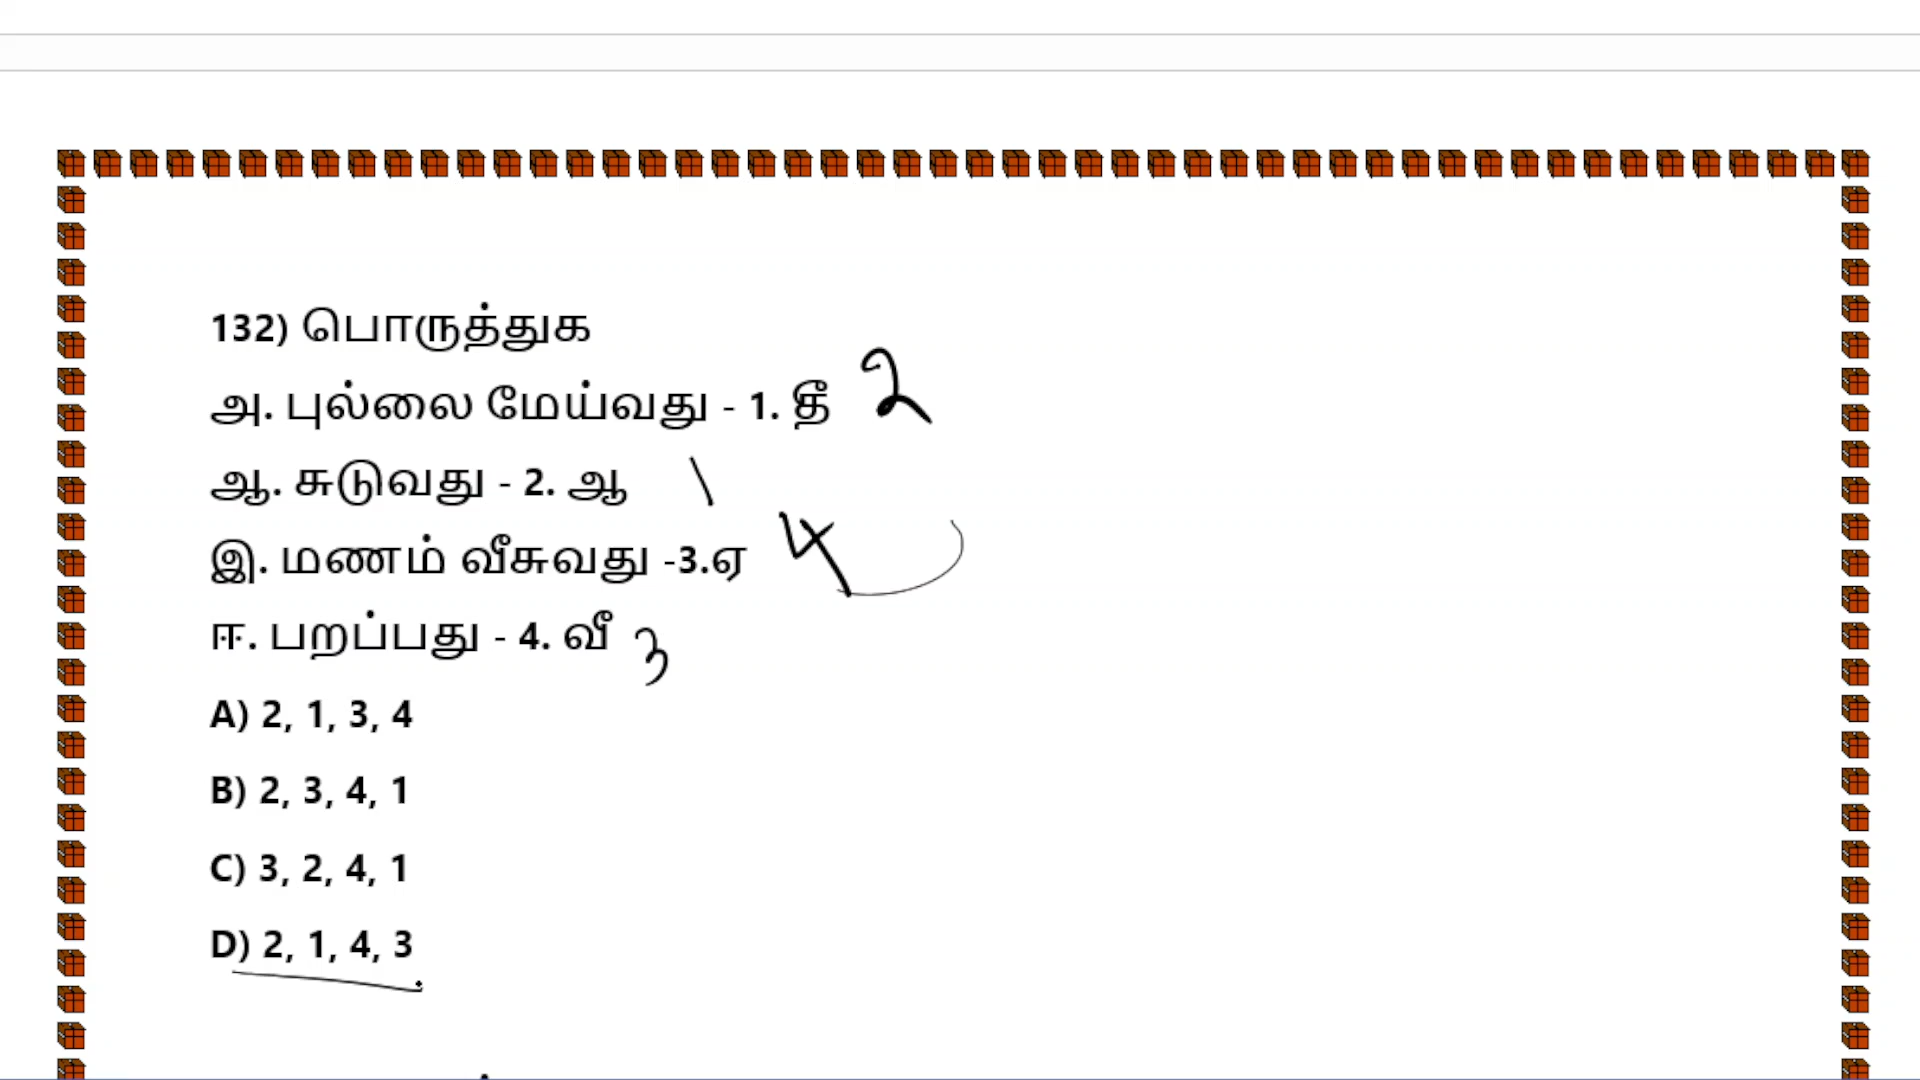 132) பொருத்துக
அ. புல்லை மேய்வது - 1. தீ 2
ஆ. சுடுவது - 2. ஆ \
இ. மணம் வீசுவது -3.ஏ 4
ஈ. பறப்பது - 4. வீ 3
A) 2, 1, 3, 4
B) 2, 3, 4, 1
C) 3, 2, 4, 1
D) 2, 1, 4, 3